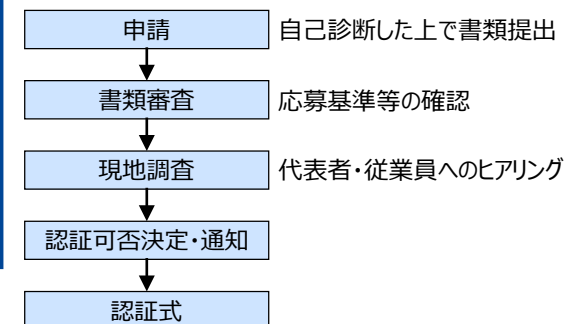 申請 自己診断した上で書類提出
書類審査 応募基準等の確認
現地調査 代表者・従業員へのヒアリング
認証可否決定・通知
認証式